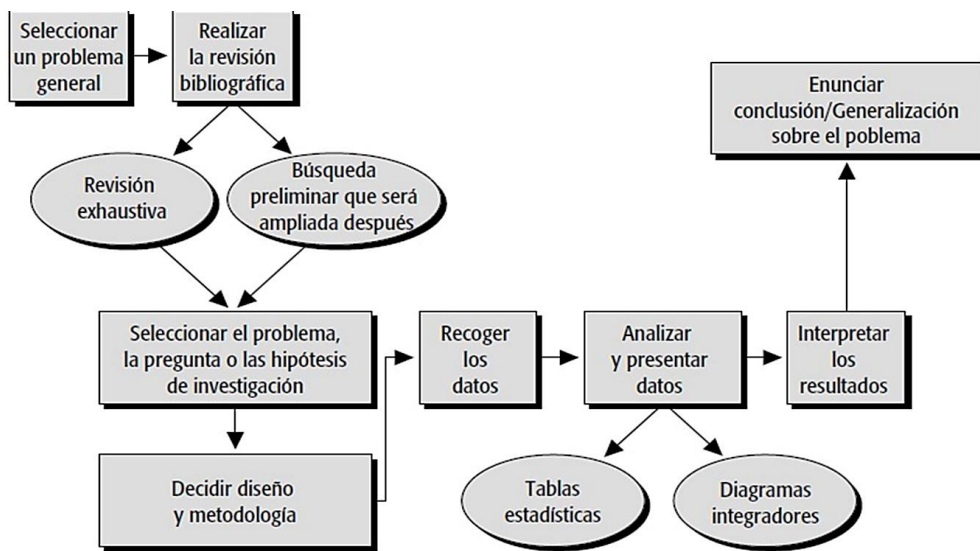 Seleccionar
un problema
general
Realizar
la revisión
bibliográfica
Enunciar
conclusión/Generalización
sobre el poblema
Revisión
exhaustiva
Búsqueda
preliminar que será
ampliada después
Seleccionar el problema,
la pregunta o las hipótesis
de investigación
Recoger
los
datos
Analizar
y presentar
datos
Interpretar
los
resultados
Decidir diseño
y metodología
Tablas
estadísticas
Diagramas
integradores